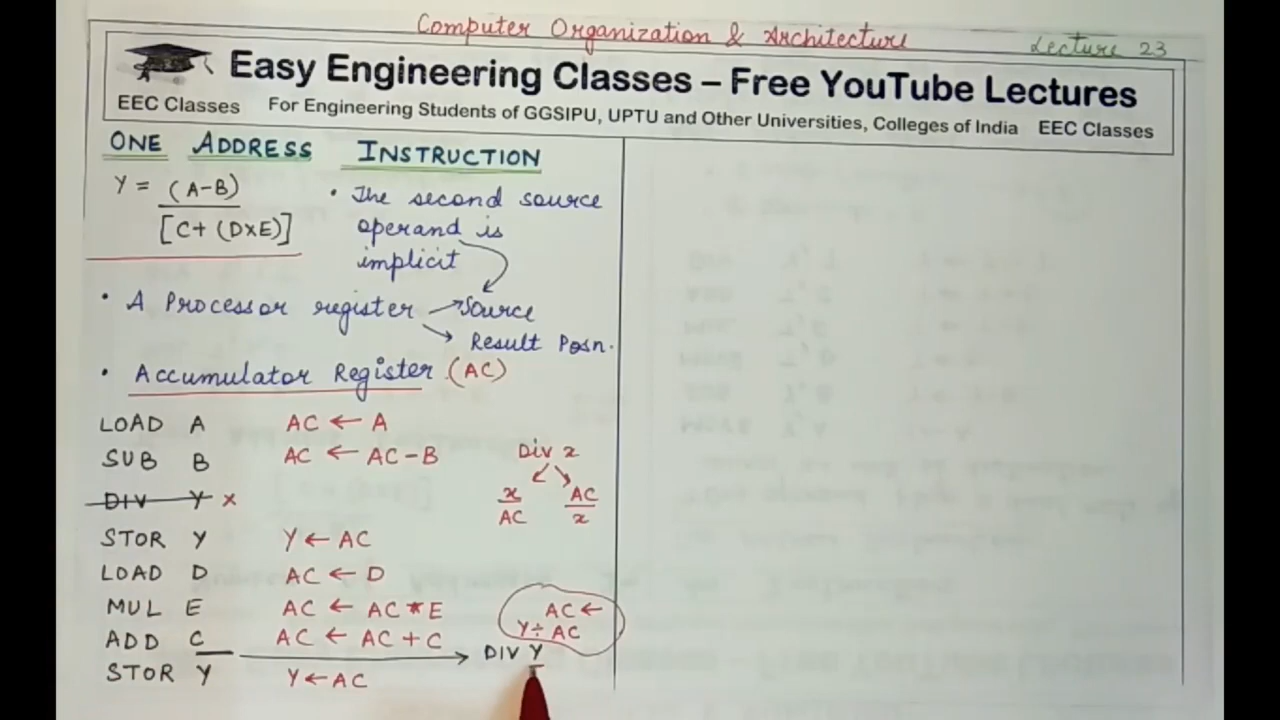 Computer Organization & Architecture Lecture 23
Easy Engineering Classes – Free YouTube Lectures
EEC Classes For Engineering Students of GGSIPU, UPTU and Other Universities, Colleges of India EEC Classes
ONE ADDRESS INSTRUCTION
Y = (A-B)
[C+ (D×E)]
• The second source
operand is
implicit
• A Processor register → Source
→ Result Posn.
• Accumulator Register (AC)
LOAD A AC ← A
SUB B AC ← AC - B
DIV Y ×
STOR Y Y ← AC
LOAD D AC ← D
MUL E AC ← AC * E
ADD C AC ← AC + C
STOR Y Y ← AC
Div x
x AC
AC x
AC ←
Y ÷ AC
DIV Y